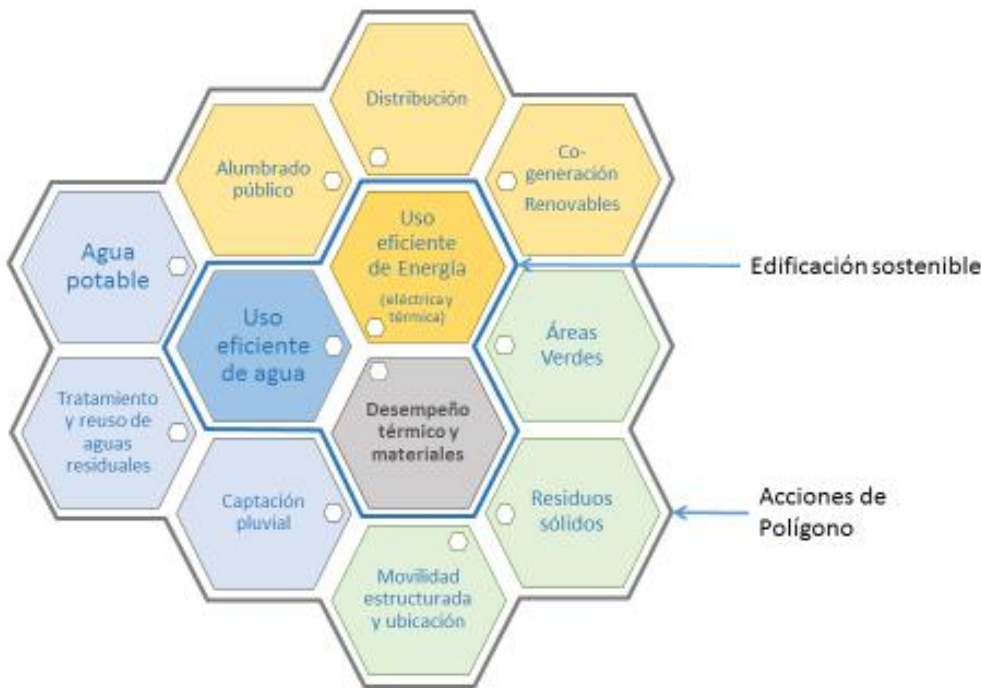 Distribución
Co-
generación
Renovables
Alumbrado
público
Uso
eficiente
de Energía
(eléctrica y
térmica)
Agua
potable
Edificación sostenible
Uso
eficiente
de agua
Áreas
Verdes
Tratamiento
y reuso de
aguas
residuales
Desempeño
térmico y
materiales
Captación
pluvial
Residuos
sólidos
Acciones de
Polígono
Movilidad
estructurada
y ubicación